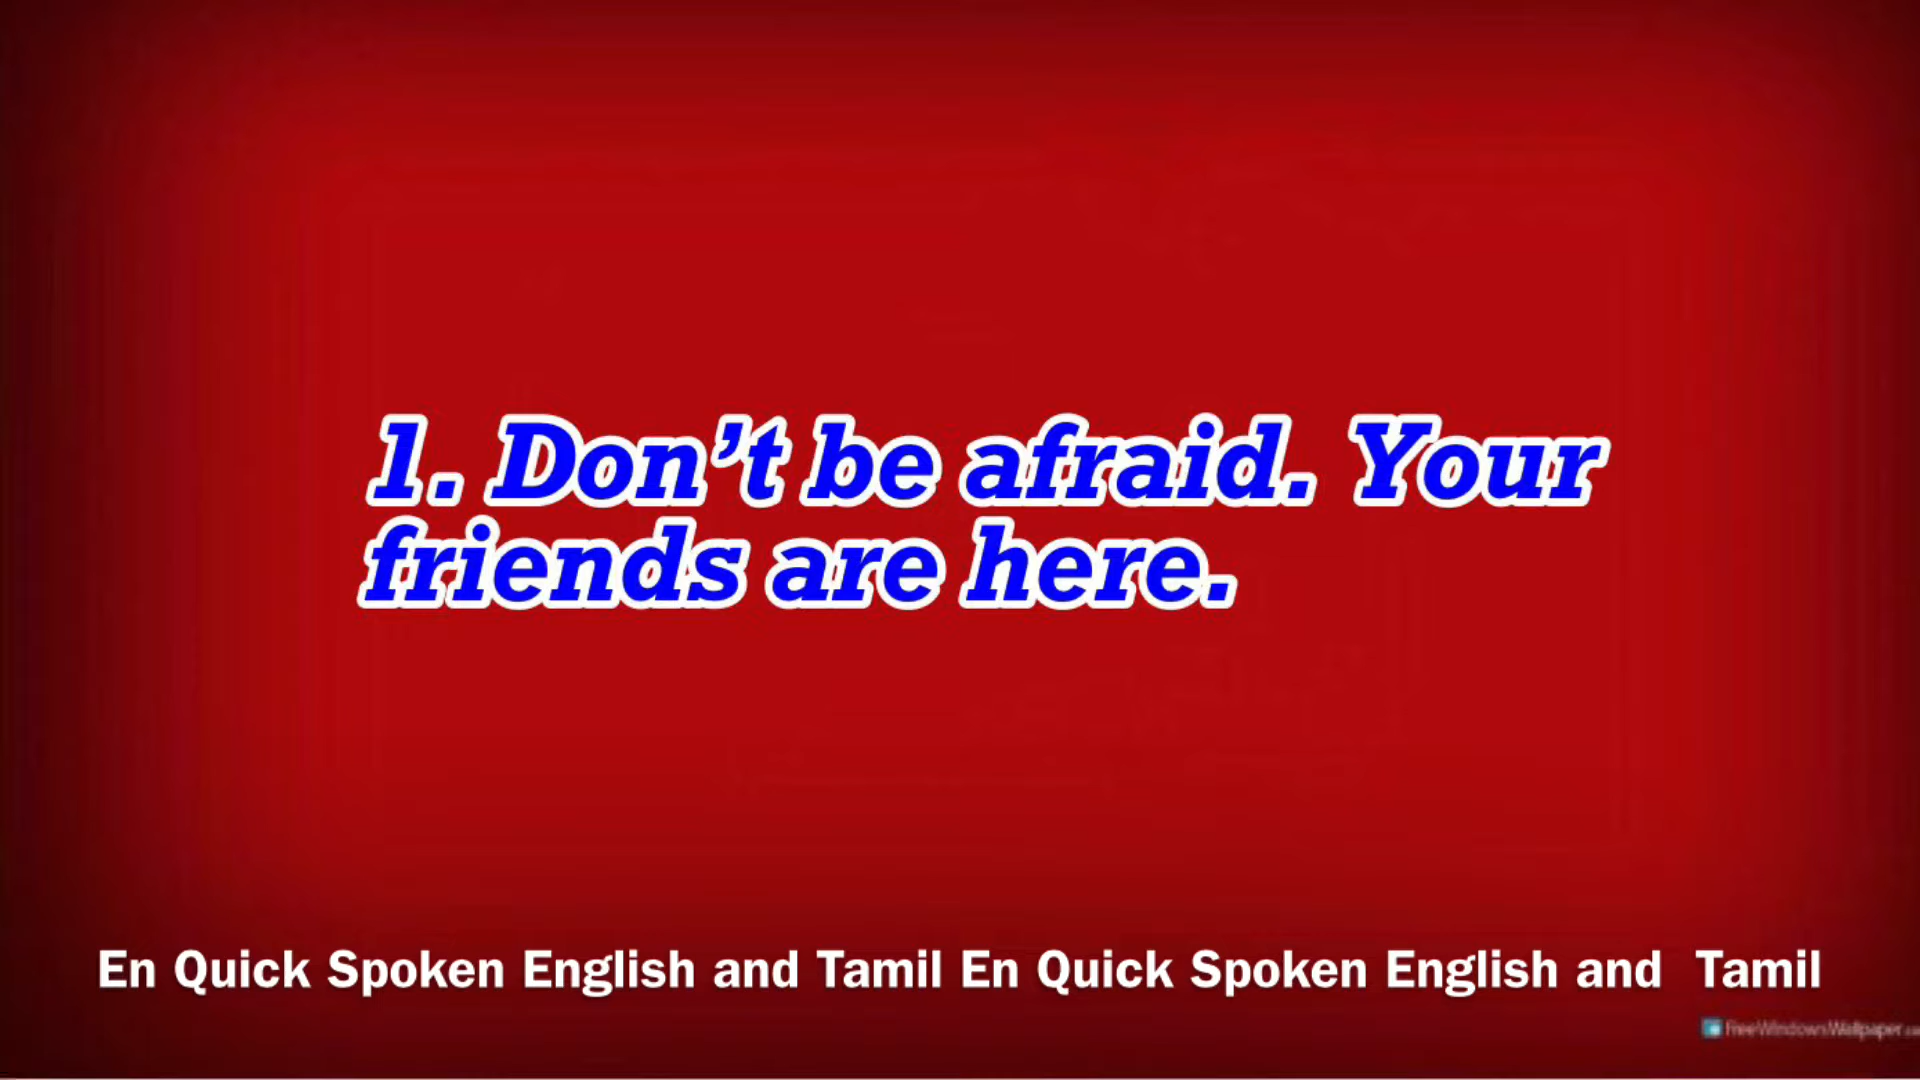 1. Don’t be afraid. Your
friends are here.
En Quick Spoken English and Tamil En Quick Spoken English and Tamil
FreeWindowsWallpaper